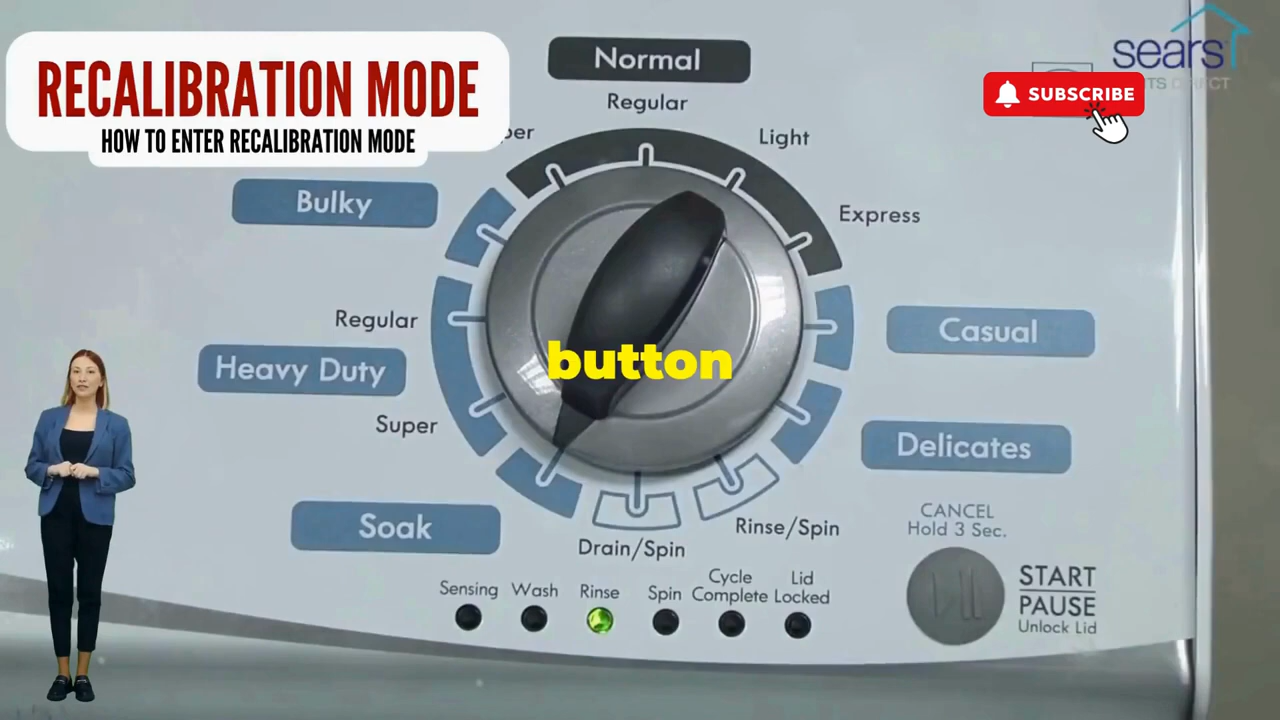 RECALIBRATION MODE
HOW TO ENTER RECALIBRATION MODE
sears
DIRECT
SUBSCRIBE
Normal
Regular
Light
Express
Bulky
Regular
Heavy Duty
Super
Casual
Delicates
button
Soak
Drain/Spin
Rinse/Spin
CANCEL
Hold 3 Sec.
Sensing
Wash
Rinse
Spin
Cycle
Complete
Lid
Locked
START
PAUSE
Unlock Lid